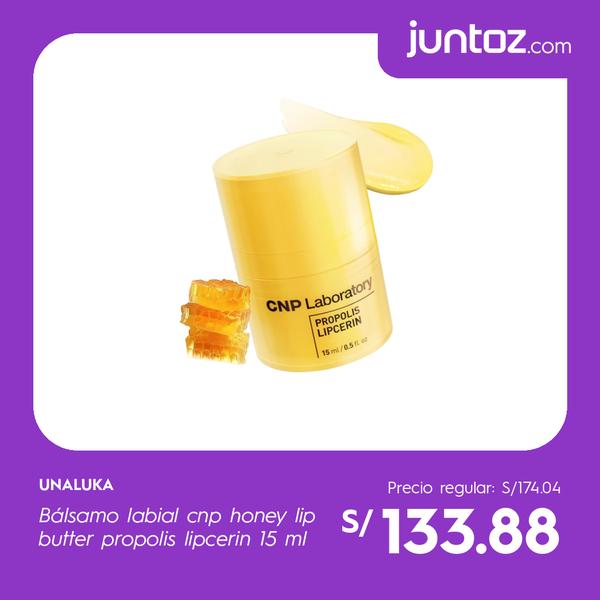 juntoz.com
CNP Laboratory
PROPOLIS
LIPCERIN
15 ml / 0.5 fl. oz
UNALUKA
Bálsamo labial cnp honey lip
butter propolis lipcerin 15 ml
Precio regular: S/174.04
S/133.88